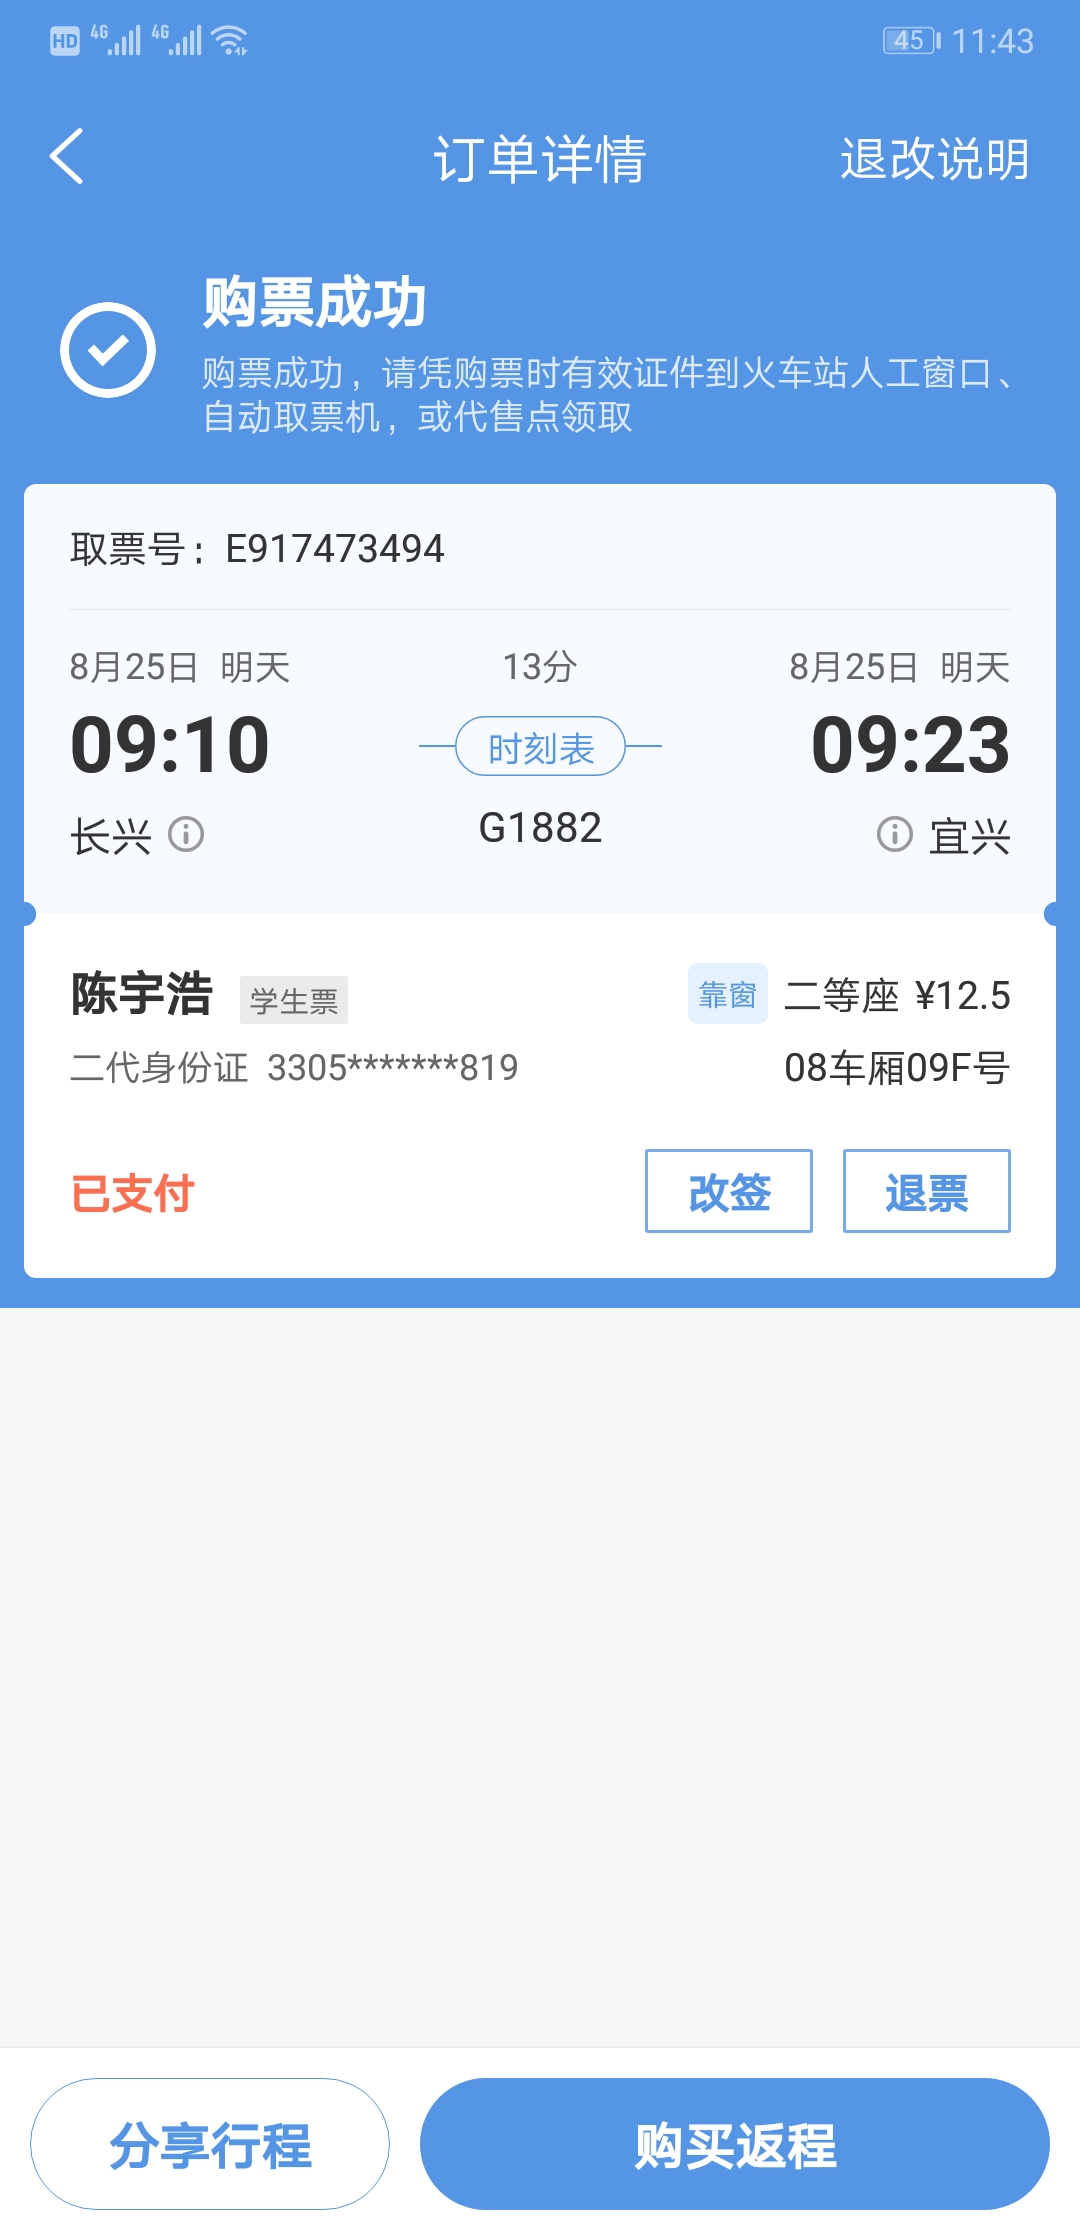 HD 4G 4G 45 11:43
订单详情 退改说明
购票成功
购票成功，请凭购票时有效证件到火车站人工窗口、
自动取票机，或代售点领取
取票号：E917473494
8月25日 明天 13分 8月25日 明天
09:10 时刻表 09:23
长兴 G1882 宜兴
陈宇浩 学生票 靠窗 二等座 ¥12.5
二代身份证 3305*******819 08车厢09F号
已支付 改签 退票
分享行程 购买返程